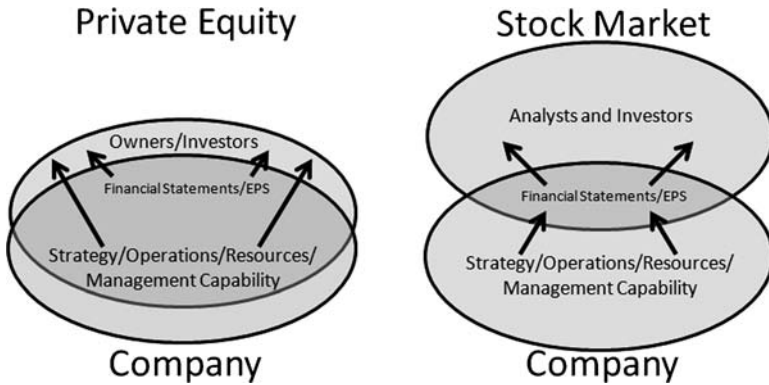 Private Equity
Owners/Investors
Financial Statements/EPS
Strategy/Operations/Resources/
Management Capability
Company
Stock Market
Analysts and Investors
Financial Statements/EPS
Strategy/Operations/Resources/
Management Capability
Company